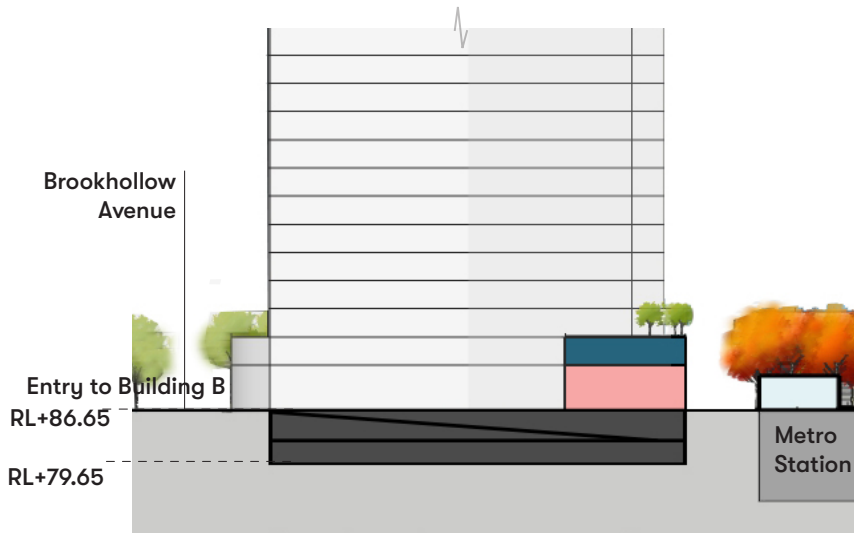 Brookhollow
Avenue
Entry to Building B
RL+86.65
RL+79.65
Metro
Station